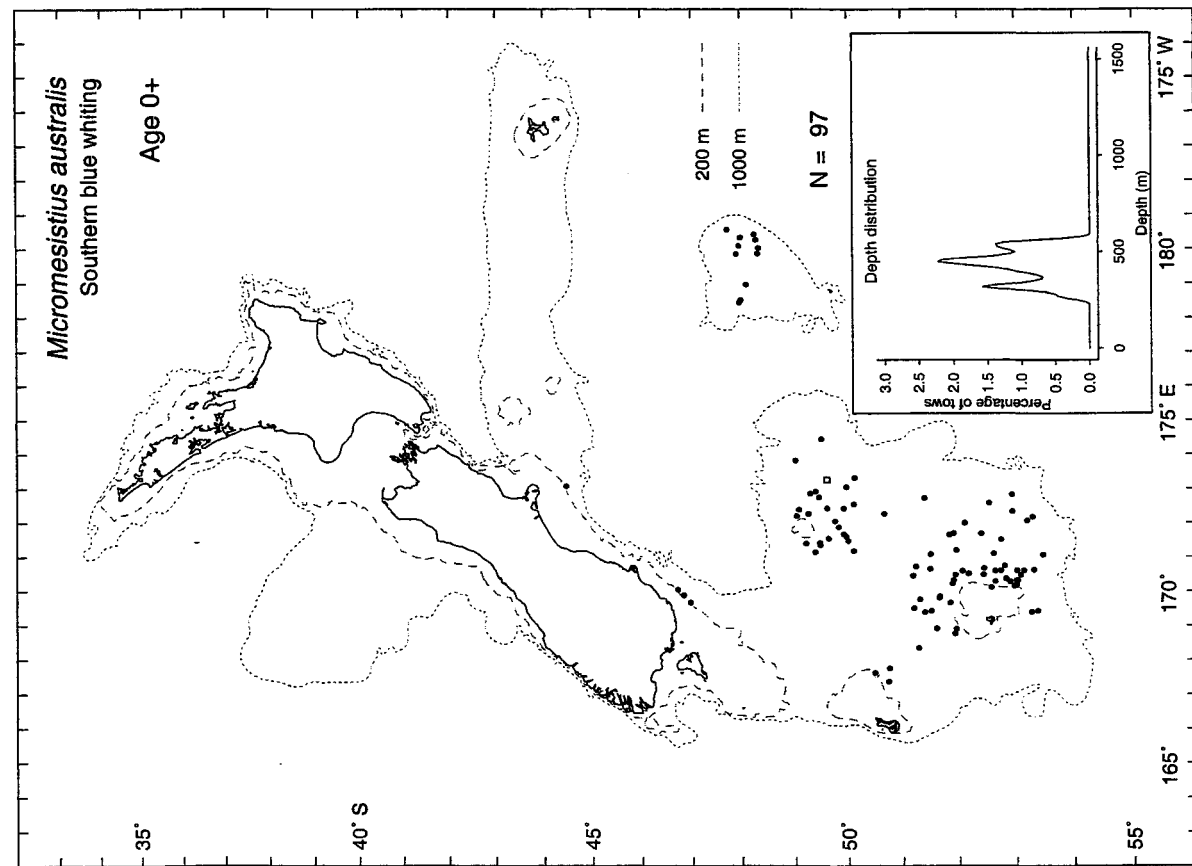 Micromesistius australis
Southern blue whiting
Age 0+
200 m
1000 m
N = 97
Depth distribution
Percentage of tows
3.0
2.5
2.0
1.5
1.0
0.5
0.0
0
500
1000
1500
Depth (m)
35°
40° S
45°
50°
55°
165°
170°
175° E
180°
175° W